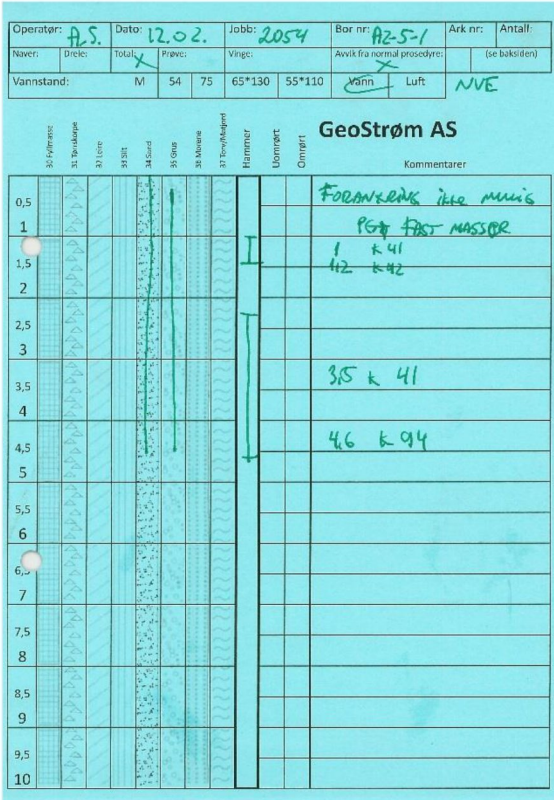 Operatør: A.S. Dato: 12.02. Jobb: 2054 Bor nr: AZ-5-1 Ark nr: Antall:
Naver: Dreie: Total: X Prøve: Vinge: Avvik fra normal prosedyre: X (se baksiden)
Vannstand: M 54 75 65*130 55*110 Vann Luft NVE
30 Fyllmasse 31 Tørrskorpe 32 Leire 33 Silt 34 Sand 35 Grus 36 Morene 37 Torv/Matjord Hammer Uomrørt Omrørt
GeoStrøm AS
Kommentarer
0,5 FORANKRING ikke mulig
1 PGA FAST MASSER
1 k 41
1,5 1,2 k 42
2
2,5
3
3,5 3,5 k 41
4
4,5 4,6 k 94
5
5,5
6
6,5
7
7,5
8
8,5
9
9,5
10